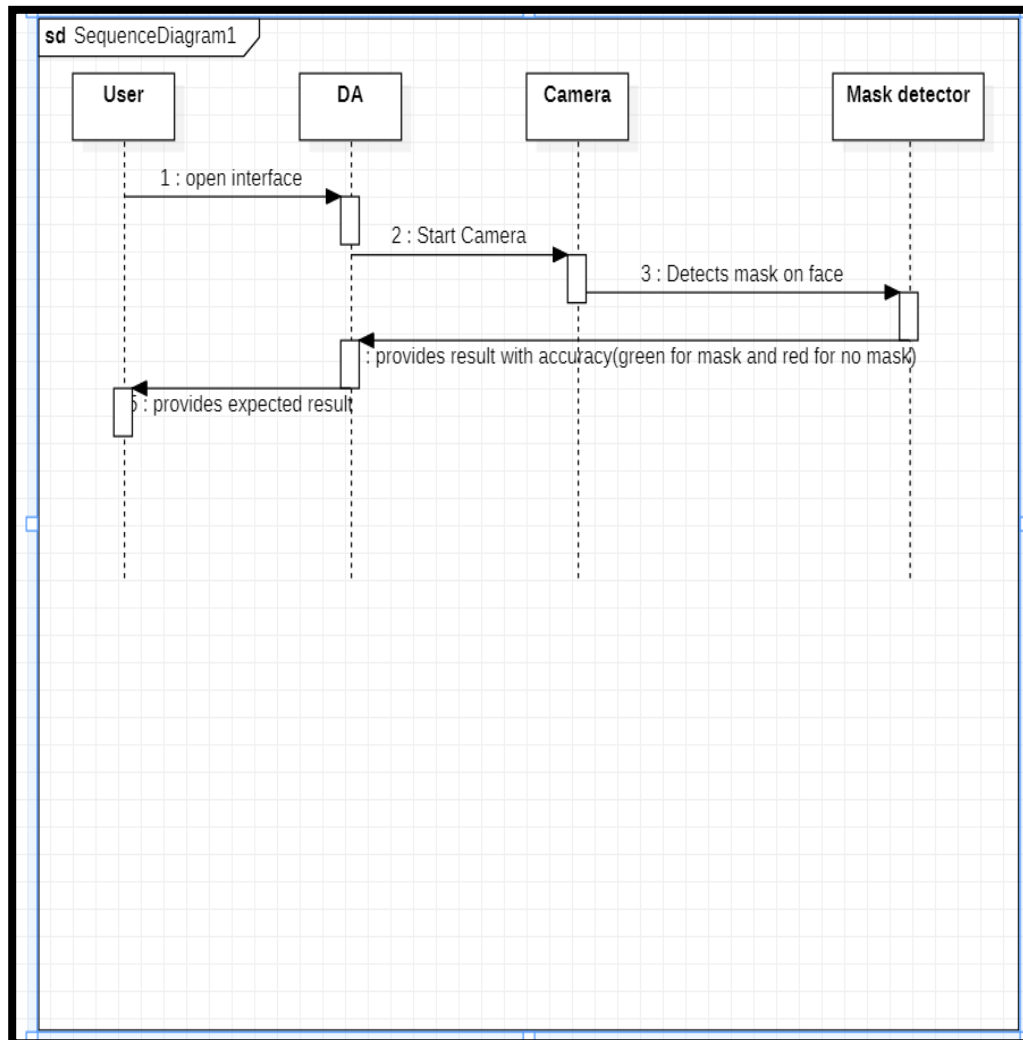 sd SequenceDiagram1
User
DA
Camera
Mask detector
1 : open interface
2 : Start Camera
3 : Detects mask on face
: provides result with accuracy(green for mask and red for no mask)
5 : provides expected result